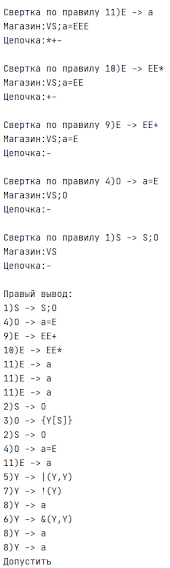 Свертка по правилу 11)E -> a
Магазин:VS;a=EEE
Цепочка:*+-
Свертка по правилу 10)E -> EE*
Магазин:VS;a=EE
Цепочка:+-
Свертка по правилу 9)E -> EE+
Магазин:VS;a=E
Цепочка:-
Свертка по правилу 4)O -> a=E
Магазин:VS;O
Цепочка:-
Свертка по правилу 1)S -> S;O
Магазин:VS
Цепочка:-
Правый вывод:
1)S -> S;O
4)O -> a=E
9)E -> EE+
10)E -> EE*
11)E -> a
11)E -> a
11)E -> a
2)S -> O
3)O -> {Y[S]}
2)S -> O
4)O -> a=E
11)E -> a
5)Y -> |(Y,Y)
7)Y -> !(Y)
8)Y -> a
6)Y -> &(Y,Y)
8)Y -> a
8)Y -> a
Допустить